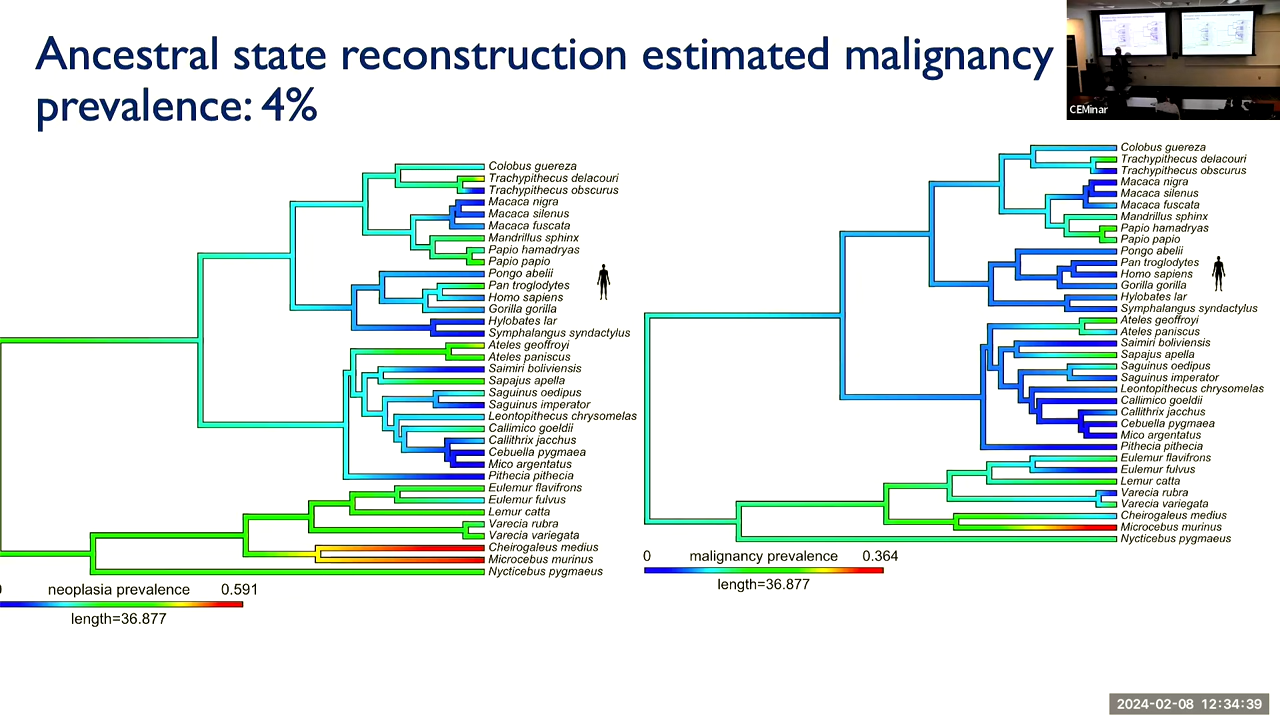 Ancestral state reconstruction estimated malignancy
prevalence: 4%
CEMinar
Colobus guereza
Trachypithecus delacouri
Trachypithecus obscurus
Macaca nigra
Macaca silenus
Macaca fuscata
Mandrillus sphinx
Papio hamadryas
Papio papio
Pongo abelii
Pan troglodytes
Homo sapiens
Gorilla gorilla
Hylobates lar
Symphalangus syndactylus
Ateles geoffroyi
Ateles paniscus
Saimiri boliviensis
Sapajus apella
Saguinus oedipus
Saguinus imperator
Leontopithecus chrysomelas
Callimico goeldii
Callithrix jacchus
Cebuella pygmaea
Mico argentatus
Pithecia pithecia
Eulemur flavifrons
Eulemur fulvus
Lemur catta
Varecia rubra
Varecia variegata
Cheirogaleus medius
Microcebus murinus
Nycticebus pygmaeus
0 neoplasia prevalence 0.591
length=36.877
Colobus guereza
Trachypithecus delacouri
Trachypithecus obscurus
Macaca nigra
Macaca silenus
Macaca fuscata
Mandrillus sphinx
Papio hamadryas
Papio papio
Pongo abelii
Pan troglodytes
Homo sapiens
Gorilla gorilla
Hylobates lar
Symphalangus syndactylus
Ateles geoffroyi
Ateles paniscus
Saimiri boliviensis
Sapajus apella
Saguinus oedipus
Saguinus imperator
Leontopithecus chrysomelas
Callimico goeldii
Callithrix jacchus
Cebuella pygmaea
Mico argentatus
Pithecia pithecia
Eulemur flavifrons
Eulemur fulvus
Lemur catta
Varecia rubra
Varecia variegata
Cheirogaleus medius
Microcebus murinus
Nycticebus pygmaeus
0 malignancy prevalence 0.364
length=36.877
2024-02-08 12:34:39